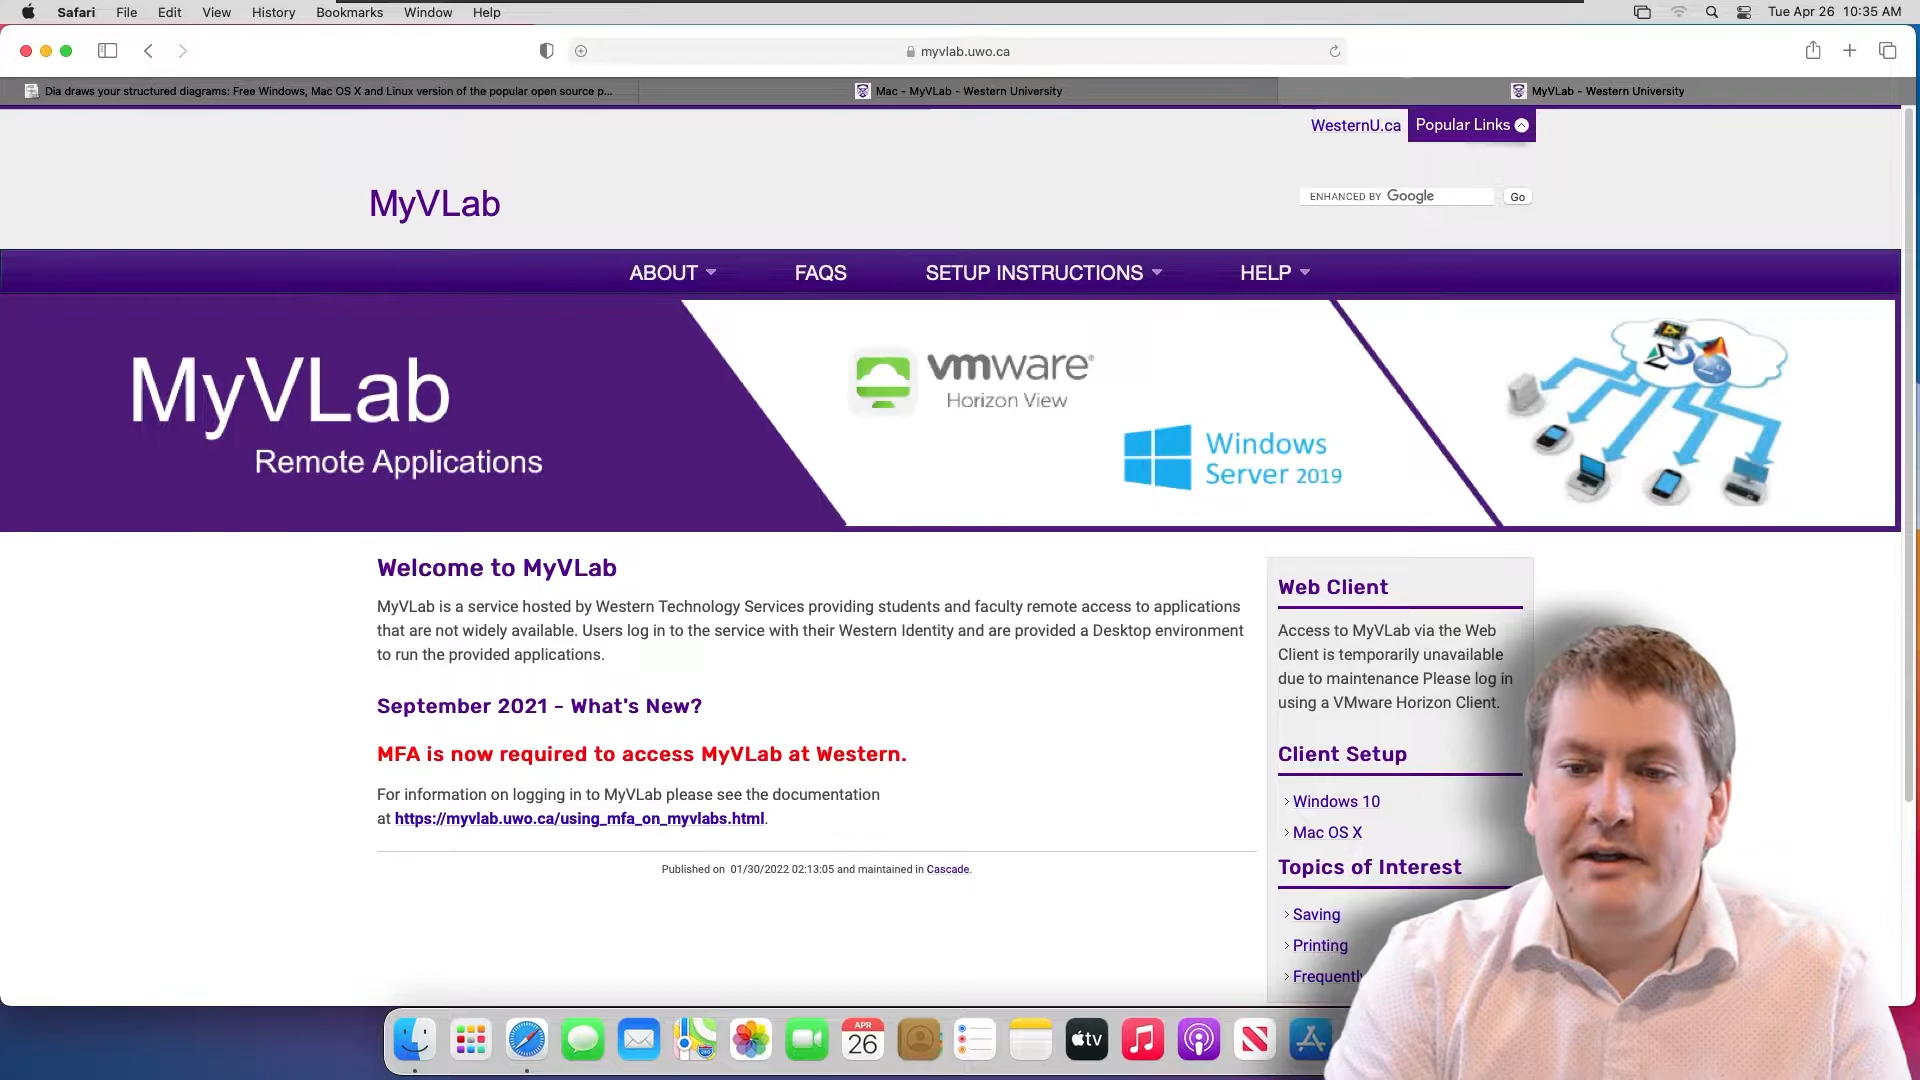 Safari File Edit View History Bookmarks Window Help Tue Apr 26 10:35 AM
myvlab.uwo.ca
Dia draws your structured diagrams: Free Windows, Mac OS X and Linux version of the popular open source p...
Mac - MyVLab - Western University
MyVLab - Western University
WesternU.ca Popular Links
MyVLab
ENHANCED BY Google Go
ABOUT FAQS SETUP INSTRUCTIONS HELP
MyVLab
Remote Applications
vmware®
Horizon View
Windows
Server 2019
Welcome to MyVLab
MyVLab is a service hosted by Western Technology Services providing students and faculty remote access to applications
that are not widely available. Users log in to the service with their Western Identity and are provided a Desktop environment
to run the provided applications.
September 2021 - What's New?
MFA is now required to access MyVLab at Western.
For information on logging in to MyVLab please see the documentation
at https://myvlab.uwo.ca/using_mfa_on_myvlabs.html.
Published on 01/30/2022 02:13:05 and maintained in Cascade.
Web Client
Access to MyVLab via the Web
Client is temporarily unavailable
due to maintenance Please log in
using a VMware Horizon Client.
Client Setup
Windows 10
Mac OS X
Topics of Interest
Saving
Printing
Frequently
APR
26
tv